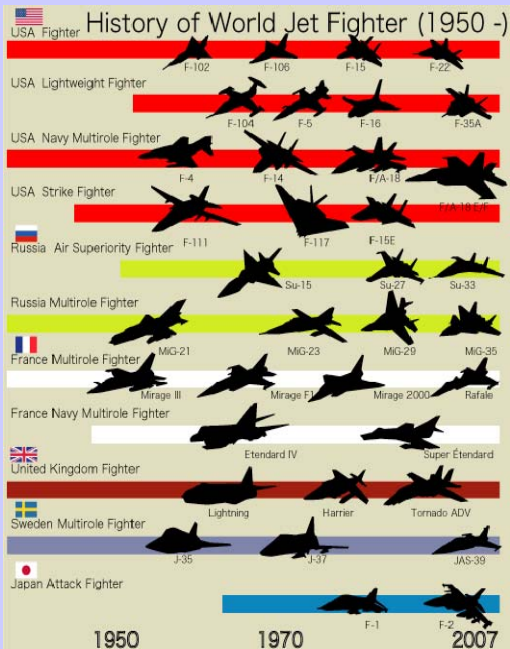 History of World Jet Fighter (1950 -)
USA Fighter
F-102 F-106 F-15 F-22
USA Lightweight Fighter
F-104 F-5 F-16 F-35A
USA Navy Multirole Fighter
F-4 F-14 F/A-18 F/A-18 E/F
USA Strike Fighter
F-111 F-117 F-15E
Russia Air Superiority Fighter
Su-15 Su-27 Su-33
Russia Multirole Fighter
MiG-21 MiG-23 MiG-29 MiG-35
France Multirole Fighter
Mirage III Mirage F1 Mirage 2000 Rafale
France Navy Multirole Fighter
Etendard IV Super Étendard
United Kingdom Fighter
Lightning Harrier Tornado ADV
Sweden Multirole Fighter
J-35 J-37 JAS-39
Japan Attack Fighter
F-1 F-2
1950 1970 2007